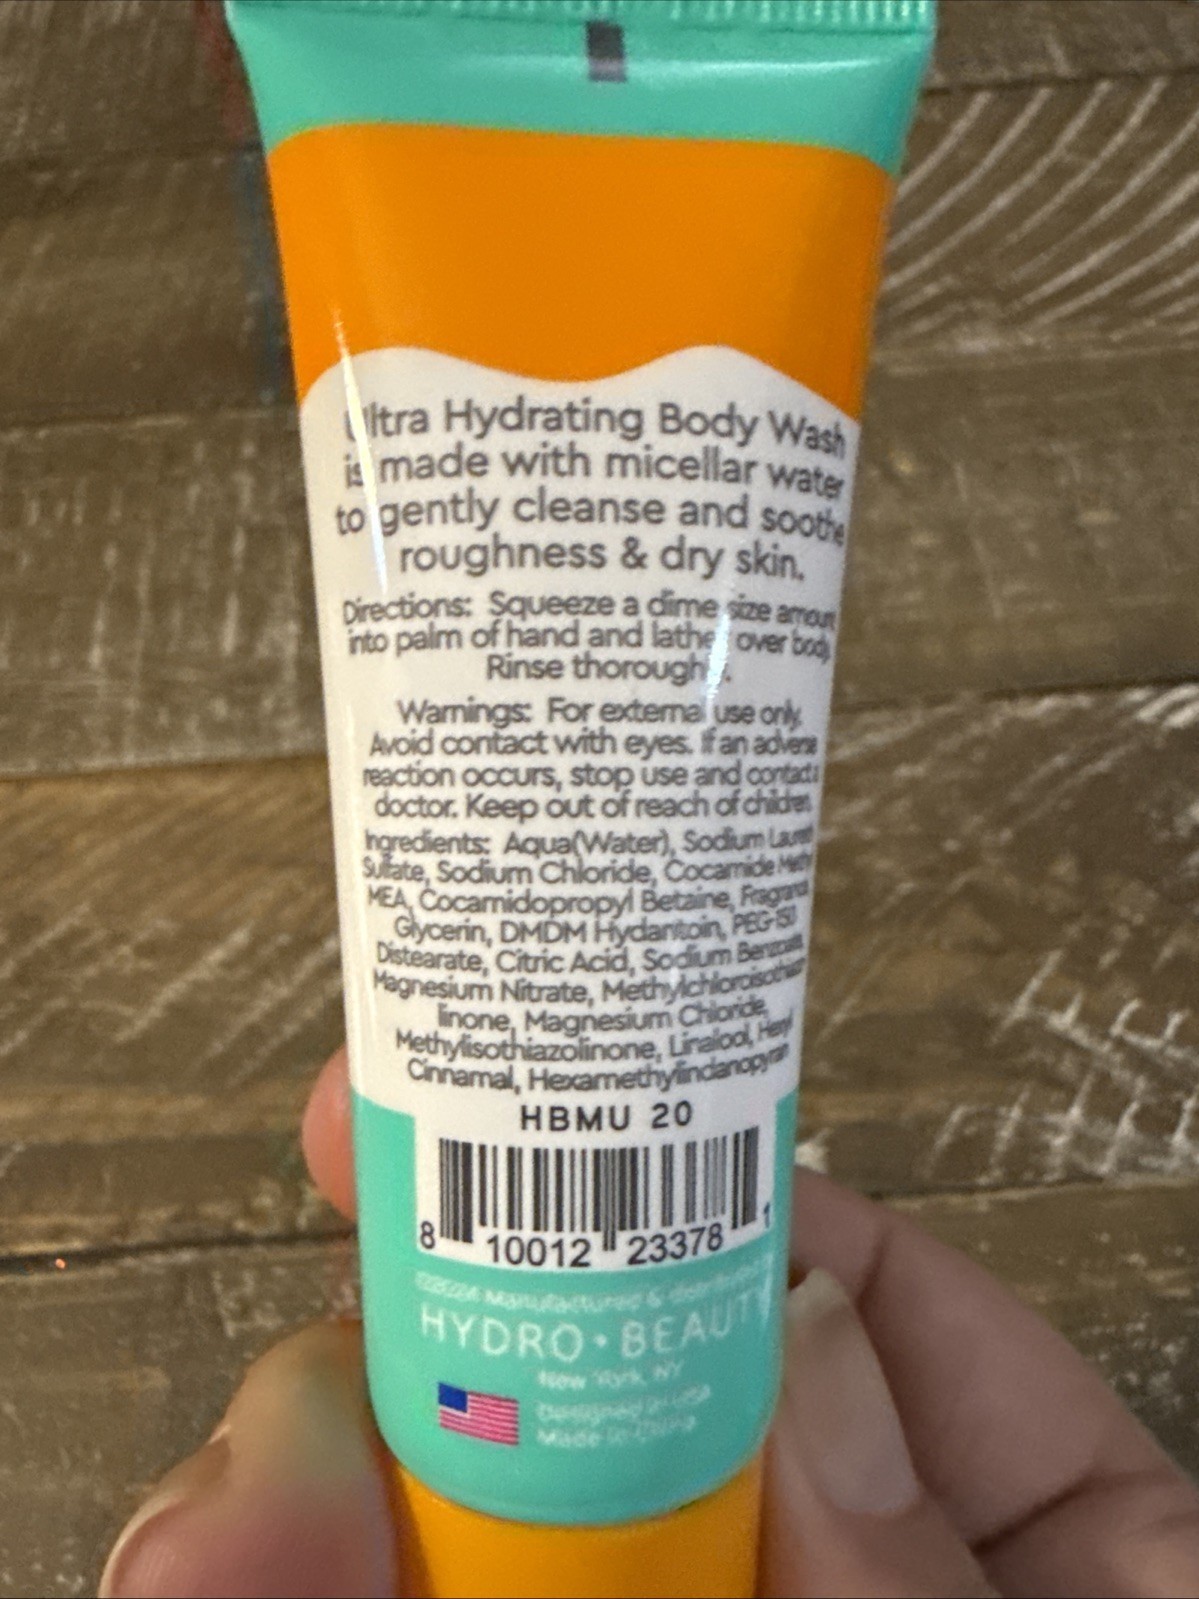 Ultra Hydrating Body Wash
is made with micellar water
to gently cleanse and soothe
roughness & dry skin.
Directions: Squeeze a dime size amount
into palm of hand and lather over body.
Rinse thoroughly.
Warnings: For external use only.
Avoid contact with eyes. If an adverse
reaction occurs, stop use and contact a
doctor. Keep out of reach of children.
Ingredients: Aqua(Water), Sodium Laureth
Sulfate, Sodium Chloride, Cocamide Methyl
MEA, Cocamidopropyl Betaine, Fragrance,
Glycerin, DMDM Hydantoin, PEG-150
Distearate, Citric Acid, Sodium Benzoate,
Magnesium Nitrate, Methylchloroisothiazo
linone, Magnesium Chloride,
Methylisothiazolinone, Linalool, Hexyl
Cinnamal, Hexamethylindanopyran
HBMU 20
8 10012 23378 1
Manufactured & distributed
HYDRO • BEAUTY
New York, NY
Designed in USA
Made in China